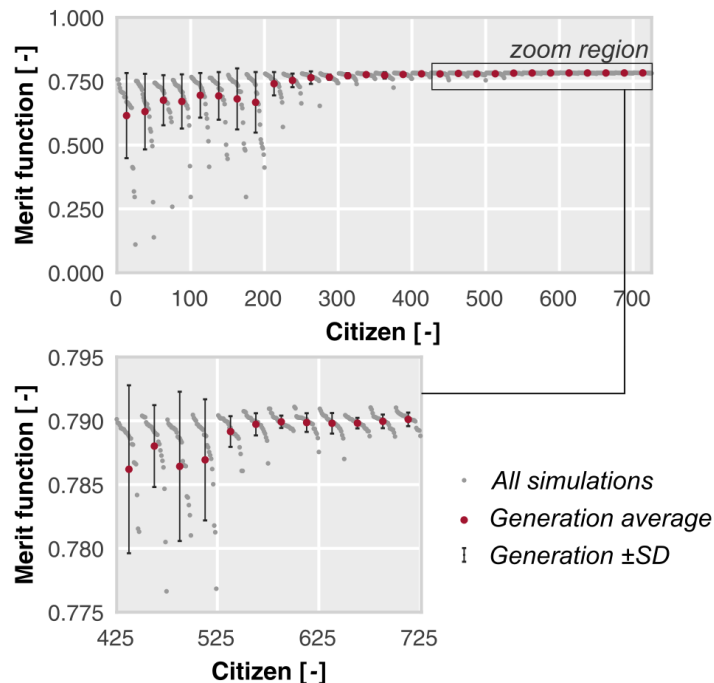 1.000
zoom region
0.750
0.500
0.250
0.000
Merit function [-]
0 100 200 300 400 500 600 700
Citizen [-]
0.795
0.790
0.785
0.780
0.775
Merit function [-]
425 525 625 725
Citizen [-]
All simulations
Generation average
Generation ±SD